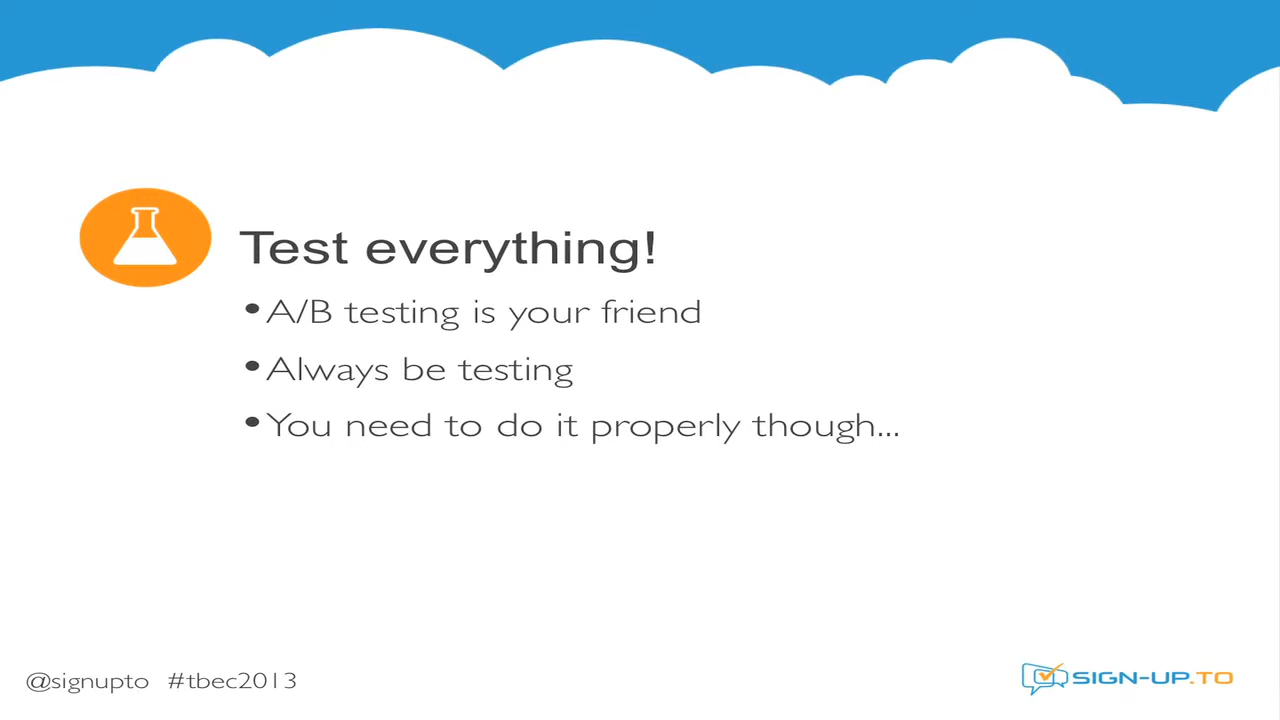 Test everything!
•A/B testing is your friend
•Always be testing
•You need to do it properly though...
@signupto #tbec2013
SIGN-UP.TO